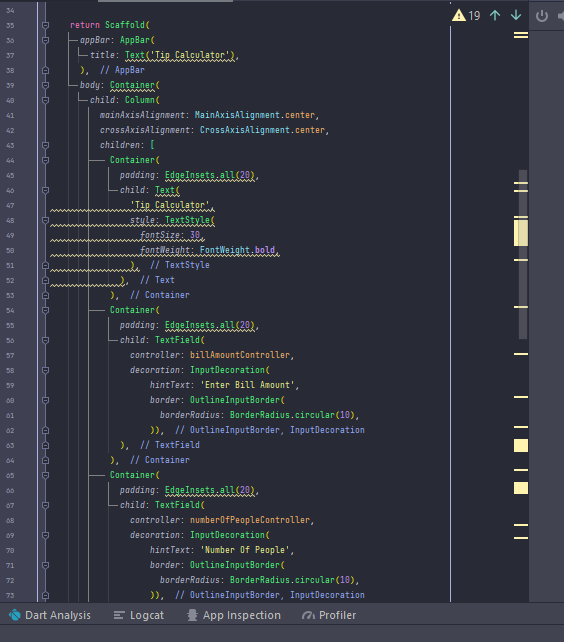 19
34
35 return Scaffold(
36 appBar: AppBar(
37 title: Text('Tip Calculator'),
38 ), // AppBar
39 body: Container(
40 child: Column(
41 mainAxisAlignment: MainAxisAlignment.center,
42 crossAxisAlignment: CrossAxisAlignment.center,
43 children: [
44 Container(
45 padding: EdgeInsets.all(20),
46 child: Text(
47 'Tip Calculator',
48 style: TextStyle(
49 fontSize: 30,
50 fontWeight: FontWeight.bold,
51 ), // TextStyle
52 ), // Text
53 ), // Container
54 Container(
55 padding: EdgeInsets.all(20),
56 child: TextField(
57 controller: billAmountController,
58 decoration: InputDecoration(
59 hintText: 'Enter Bill Amount',
60 border: OutlineInputBorder(
61 borderRadius: BorderRadius.circular(10),
62 )), // OutlineInputBorder, InputDecoration
63 ), // TextField
64 ), // Container
65 Container(
66 padding: EdgeInsets.all(20),
67 child: TextField(
68 controller: numberOfPeopleController,
69 decoration: InputDecoration(
70 hintText: 'Number Of People',
71 border: OutlineInputBorder(
72 borderRadius: BorderRadius.circular(10),
73 )), // OutlineInputBorder, InputDecoration
Dart Analysis Logcat App Inspection Profiler